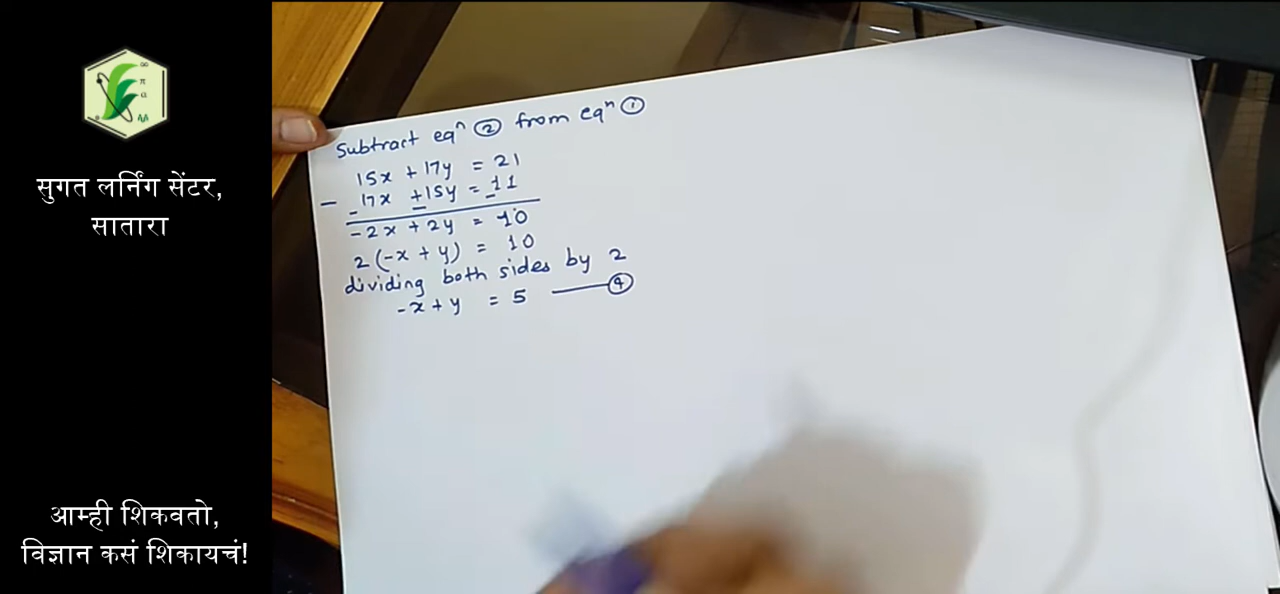 सुगत लर्निंग सेंटर,
सातारा
आम्ही शिकवतो,
विज्ञान कसं शिकायचं!
Subtract eqⁿ ② from eqⁿ ①
15x + 17y = 21
- 17x + 15y = 11
- - -
-2x + 2y = 10
2 (-x + y) = 10
dividing both sides by 2
-x + y = 5 —— ④